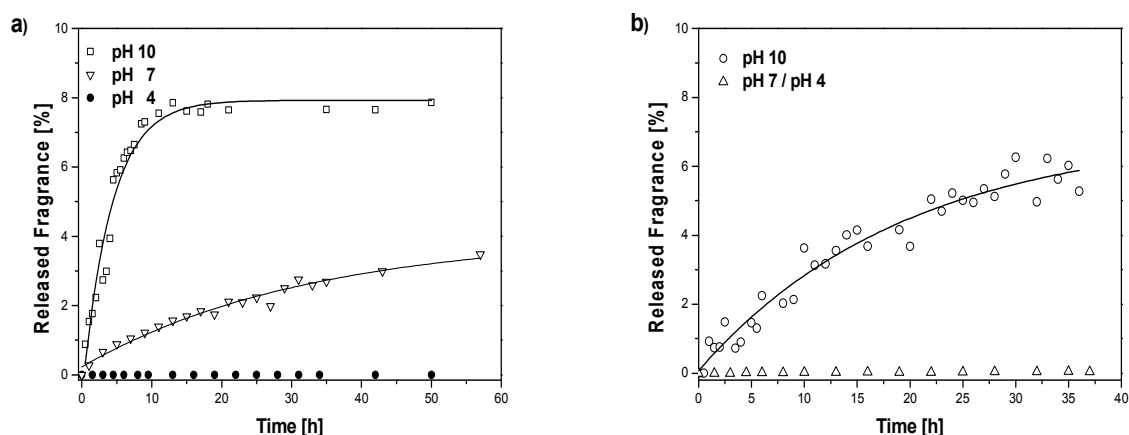 a)
pH 10
pH 7
pH 4
Released Fragrance [%]
10
8
6
4
2
0
0 10 20 30 40 50 60
Time [h]
b)
pH 10
pH 7 / pH 4
Released Fragrance [%]
10
8
6
4
2
0
0 5 10 15 20 25 30 35 40
Time [h]